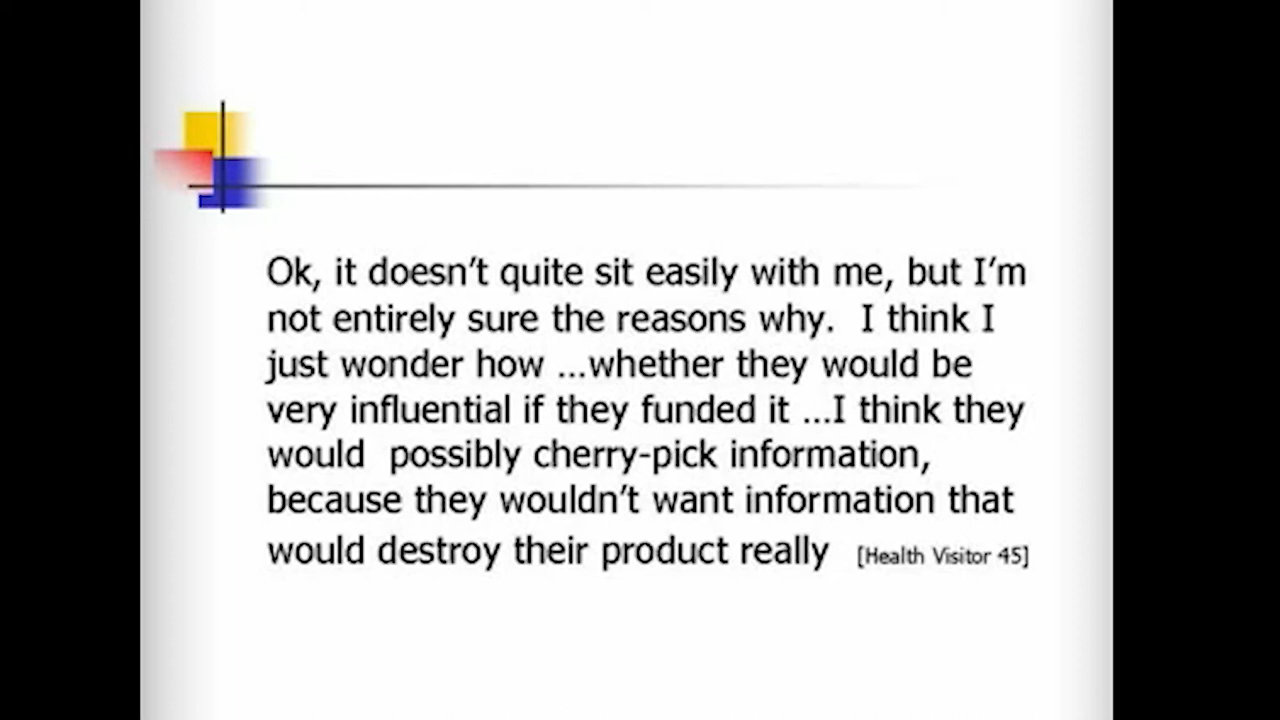 Ok, it doesn’t quite sit easily with me, but I’m
not entirely sure the reasons why.  I think I
just wonder how ...whether they would be
very influential if they funded it ...I think they
would  possibly cherry-pick information,
because they wouldn’t want information that
would destroy their product really  [Health Visitor 45]